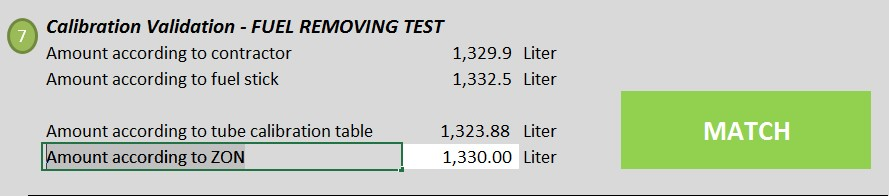 7
Calibration Validation - FUEL REMOVING TEST
Amount according to contractor 1,329.9 Liter
Amount according to fuel stick 1,332.5 Liter
Amount according to tube calibration table 1,323.88 Liter
MATCH
Amount according to ZON 1,330.00 Liter